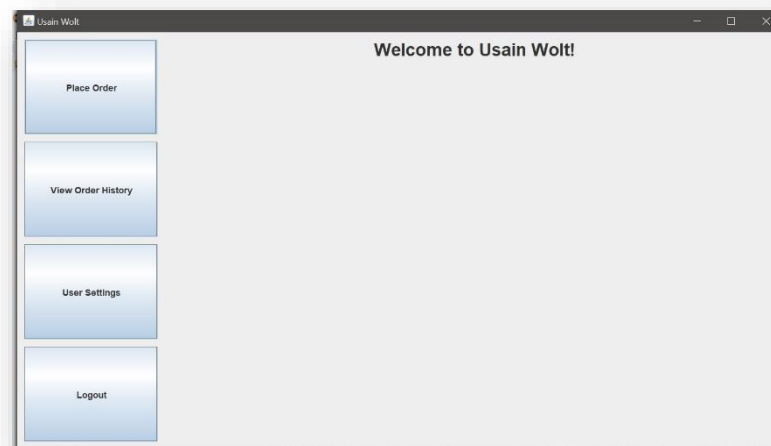 Usain Wolt
Welcome to Usain Wolt!
Place Order
View Order History
User Settings
Logout